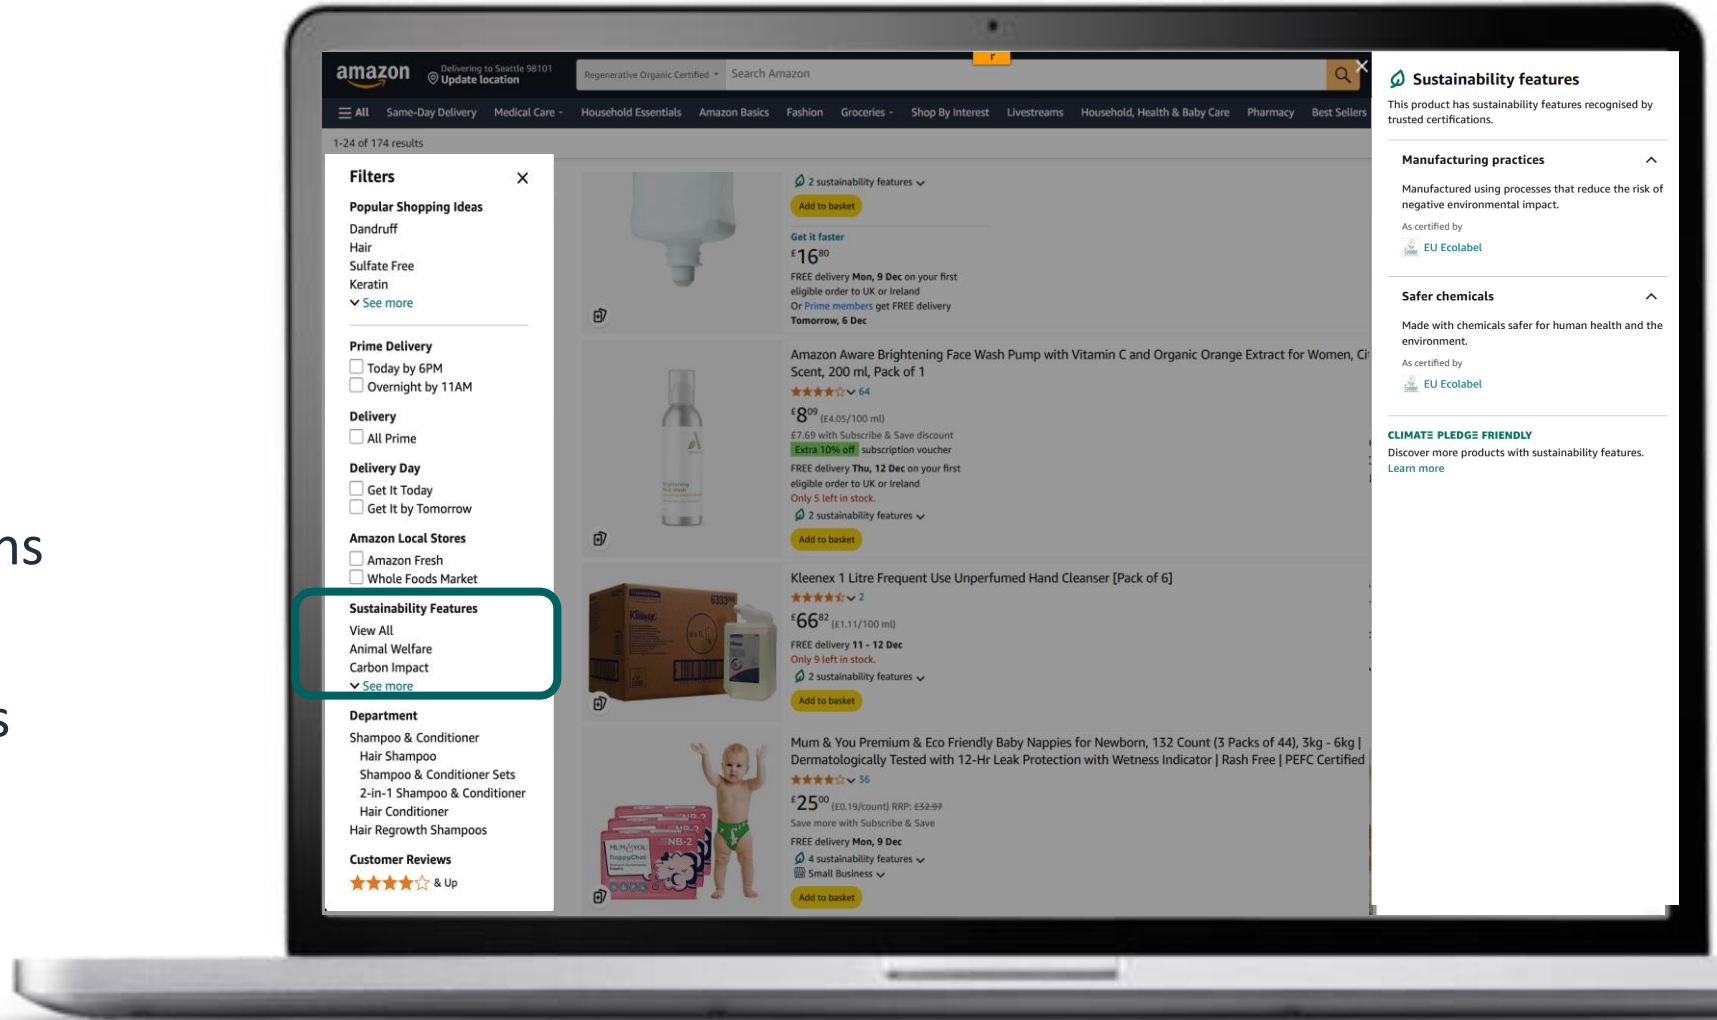 ns
s
r
amazon
Delivering to Seattle 98101
Update location
Regenerative Organic Certified
Search Amazon
All
Same-Day Delivery
Medical Care
Household Essentials
Amazon Basics
Fashion
Groceries
Shop By Interest
Livestreams
Household, Health & Baby Care
Pharmacy
Best Sellers
1-24 of 174 results
Filters
Popular Shopping Ideas
Dandruff
Hair
Sulfate Free
Keratin
See more
Prime Delivery
Today by 6PM
Overnight by 11AM
Delivery
All Prime
Delivery Day
Get It Today
Get It by Tomorrow
Amazon Local Stores
Amazon Fresh
Whole Foods Market
Sustainability Features
View All
Animal Welfare
Carbon Impact
See more
Department
Shampoo & Conditioner
Hair Shampoo
Shampoo & Conditioner Sets
2-in-1 Shampoo & Conditioner
Hair Conditioner
Hair Regrowth Shampoos
Customer Reviews
& Up
2 sustainability features
Add to basket
Get it faster
£1680
FREE delivery Mon, 9 Dec on your first
eligible order to UK or Ireland
Or Prime members get FREE delivery
Tomorrow, 6 Dec
Amazon Aware Brightening Face Wash Pump with Vitamin C and Organic Orange Extract for Women, Cit
Scent, 200 ml, Pack of 1
64
£809 (£4.05/100 ml)
£7.69 with Subscribe & Save discount
Extra 10% off subscription voucher
FREE delivery Thu, 12 Dec on your first
eligible order to UK or Ireland
Only 5 left in stock.
2 sustainability features
Add to basket
Kleenex
6333
Kleenex 1 Litre Frequent Use Unperfumed Hand Cleanser [Pack of 6]
2
£6682 (£1.11/100 ml)
FREE delivery 11 - 12 Dec
Only 9 left in stock.
2 sustainability features
Add to basket
MUM & YOU
NappyChat
NB-2
NB-2
Mum & You Premium & Eco Friendly Baby Nappies for Newborn, 132 Count (3 Packs of 44), 3kg - 6kg |
Dermatologically Tested with 12-Hr Leak Protection with Wetness Indicator | Rash Free | PEFC Certified
36
£2500 (£0.19/count) RRP: £32.97
Save more with Subscribe & Save
FREE delivery Mon, 9 Dec
4 sustainability features
Small Business
Add to basket
Sustainability features
This product has sustainability features recognised by
trusted certifications.
Manufacturing practices
Manufactured using processes that reduce the risk of
negative environmental impact.
As certified by
EU Ecolabel
Safer chemicals
Made with chemicals safer for human health and the
environment.
As certified by
EU Ecolabel
CLIMATE PLEDGE FRIENDLY
Discover more products with sustainability features.
Learn more